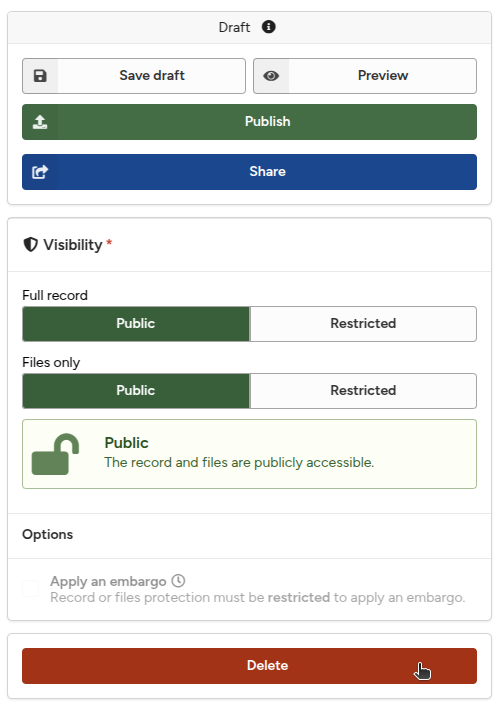 Draft
Save draft
Preview
Publish
Share
Visibility *
Full record
Public
Restricted
Files only
Public
Restricted
Public
The record and files are publicly accessible.
Options
Apply an embargo
Record or files protection must be restricted to apply an embargo.
Delete